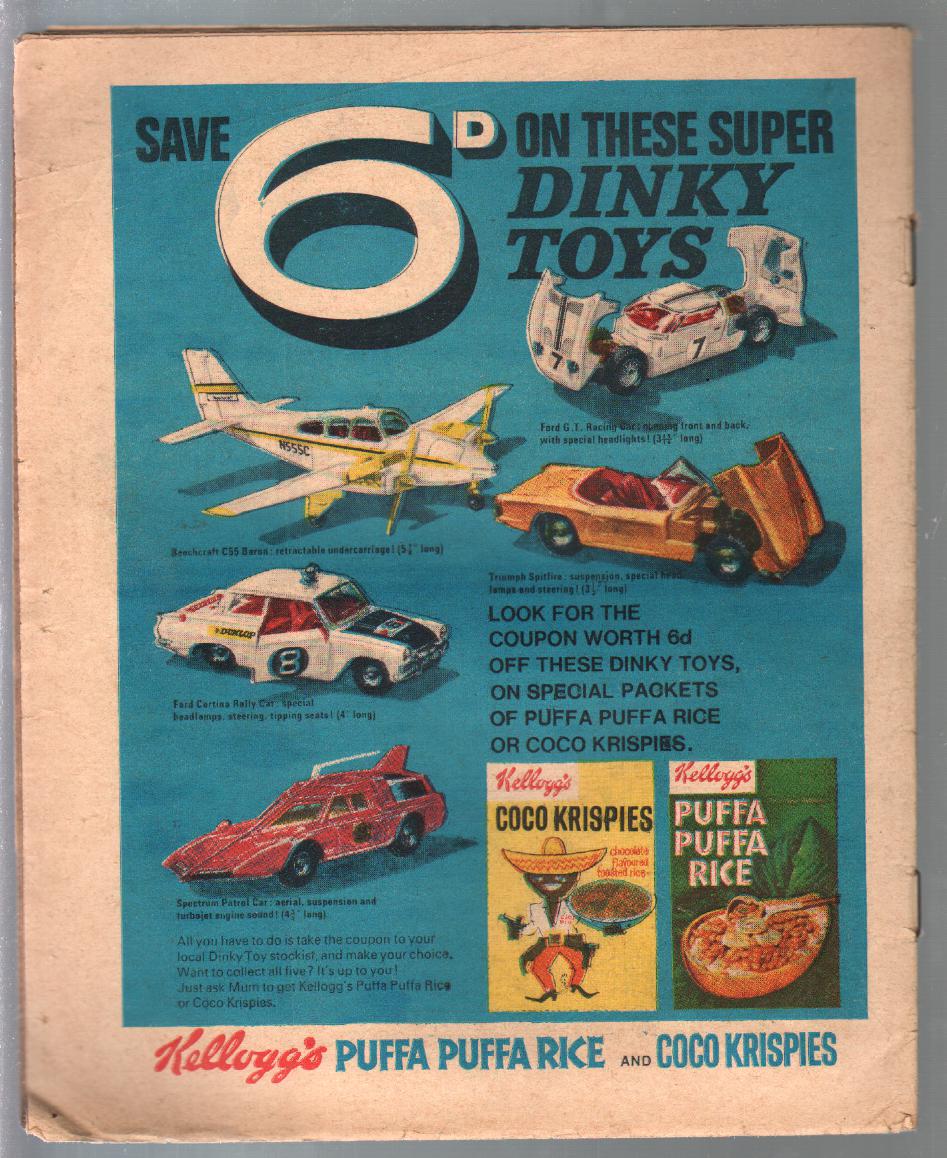 SAVE 6D ON THESE SUPER
DINKY
TOYS
7
7
N555C
Ford G.T. Racing Car: opening front and back,
with special headlights! (3 long)
Beechcraft C55 Baron: retractable undercarriage! (5 long)
Triumph Spitfire: suspension, special head-
lamps and steering! (3½" long)
DUNLOP
8
Ford Cortina Rally Car: special
headlamps, steering, tipping seats! (4" long)
LOOK FOR THE
COUPON WORTH 6d
OFF THESE DINKY TOYS,
ON SPECIAL PACKETS
OF PUFFA PUFFA RICE
OR COCO KRISPIES.
Spectrum Patrol Car: aerial, suspension and
turbojet engine sound! (4¾" long)
All you have to do is take the coupon to your
local Dinky Toy stockist, and make your choice.
Want to collect all five? It's up to you!
Just ask Mum to get Kellogg's Puffa Puffa Rice
or Coco Krispies.
Kellogg's
COCO KRISPIES
chocolate
flavoured
toasted rice
Kellogg's
PUFFA
PUFFA
RICE
Kellogg's PUFFA PUFFA RICE AND COCO KRISPIES